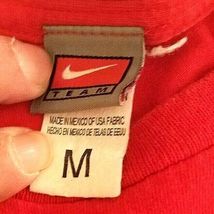 TEAM
MADE IN MEXICO OF USA FABRIC
HECHO EN MEXICO DE TELAS DE EEUU
M